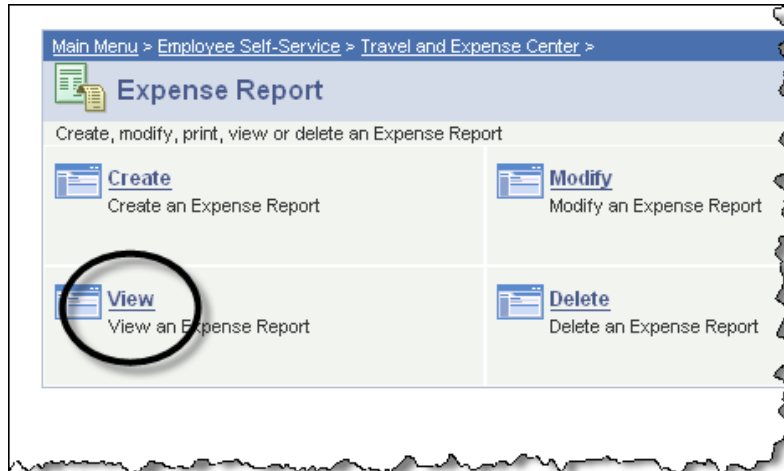 Main Menu > Employee Self-Service > Travel and Expense Center >
Expense Report
Create, modify, print, view or delete an Expense Report
Create
Create an Expense Report
Modify
Modify an Expense Report
View
View an Expense Report
Delete
Delete an Expense Report